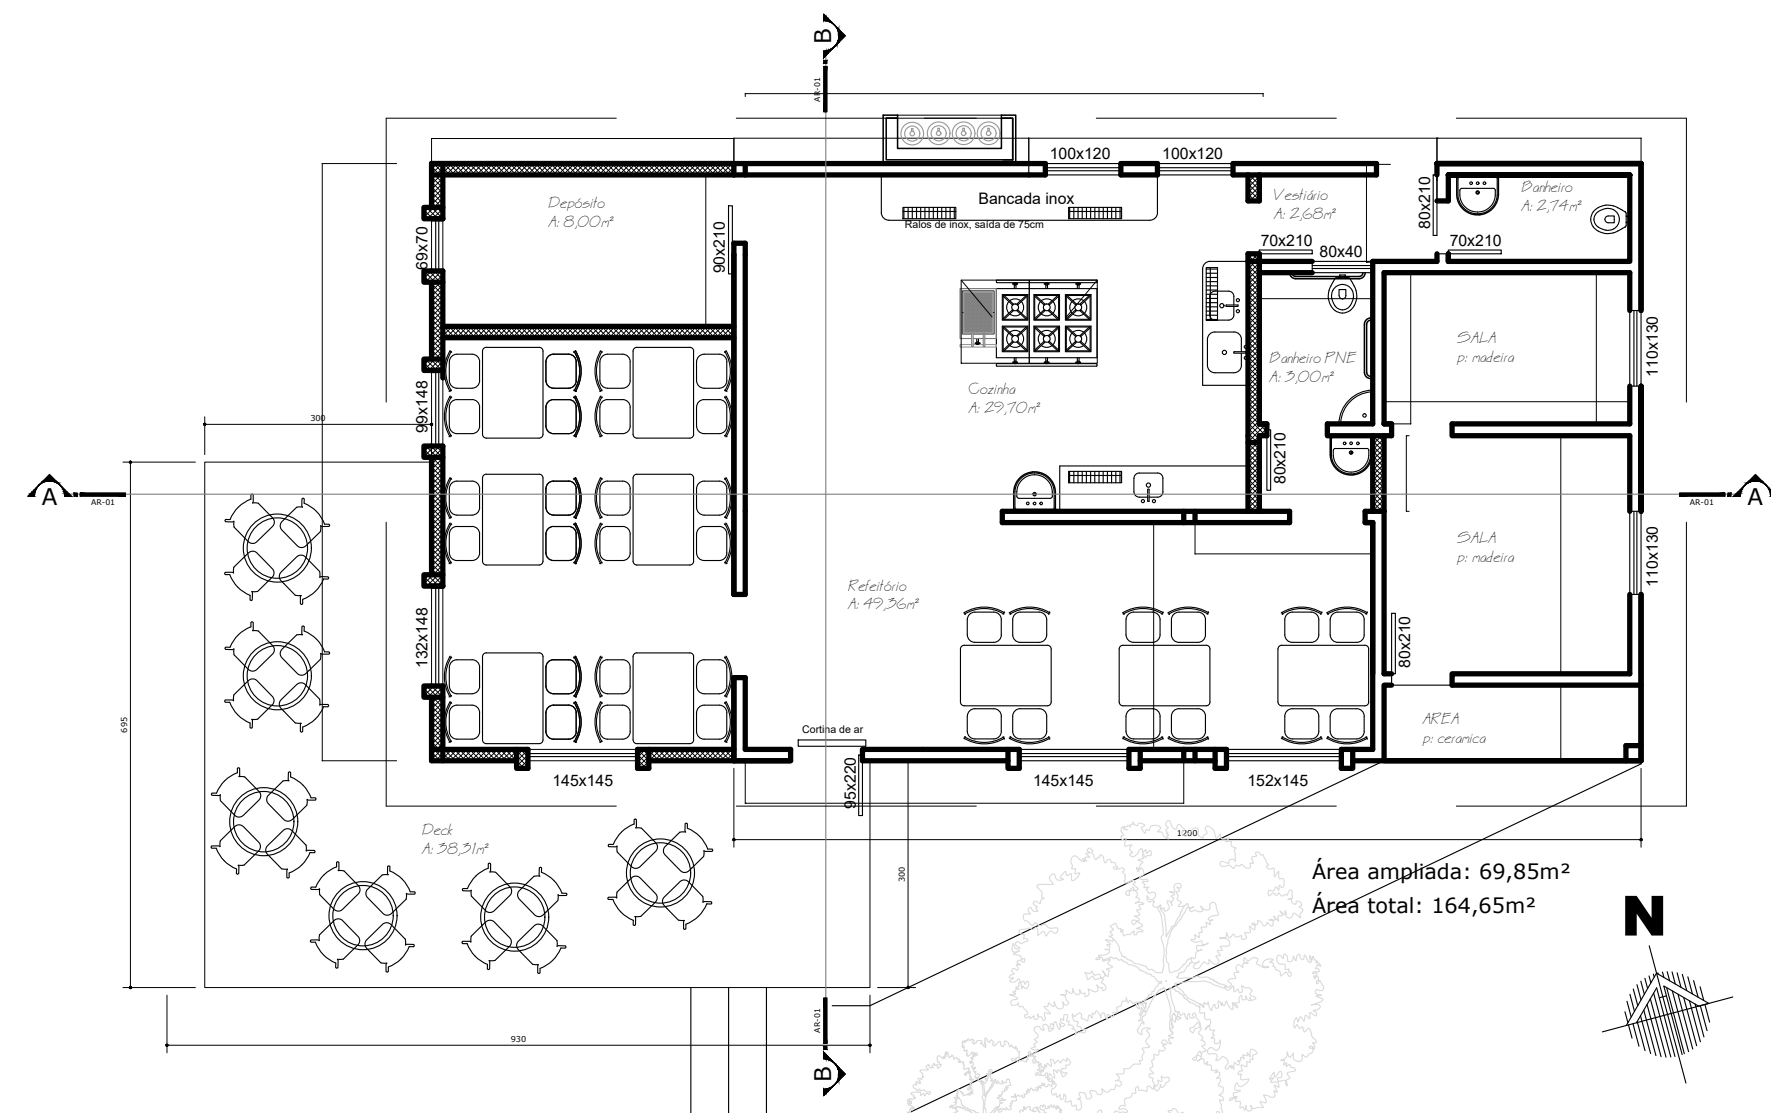 B
AR-01
100x120
100x120
Bancada inox
Ralos de inox, saída de 75cm
Depósito
A: 8,00m²
69x70
90x210
Vestiário
A: 2,68m²
70x210
80x40
80x210
Banheiro
A: 2,74m²
70x210
SALA
p: madeira
110x130
Banheiro PNE
A: 3,00m²
Cozinha
A: 29,70m²
99x148
300
80x210
A
AR-01
AR-01
A
SALA
p: madeira
110x130
Refeitório
A: 49,36m²
132x148
80x210
695
AREA
p: ceramica
Cortina de ar
145x145
95x220
145x145
152x145
Deck
A: 38,31m²
1200
300
Área ampliada: 69,85m²
Área total: 164,65m²
N
AR-01
930
B